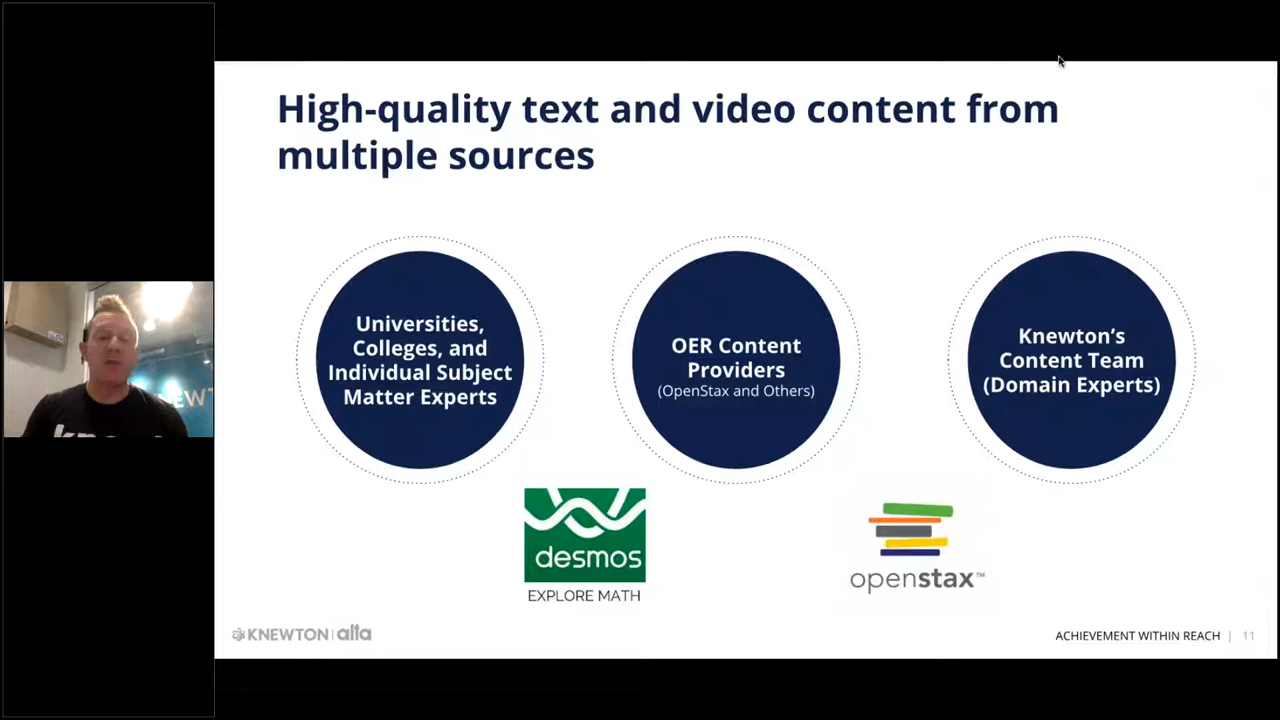 High-quality text and video content from
multiple sources
Universities,
Colleges, and
Individual Subject
Matter Experts
OER Content
Providers
(OpenStax and Others)
Knewton’s
Content Team
(Domain Experts)
desmos
EXPLORE MATH
openstax™
KNEWTON | alta
ACHIEVEMENT WITHIN REACH | 11